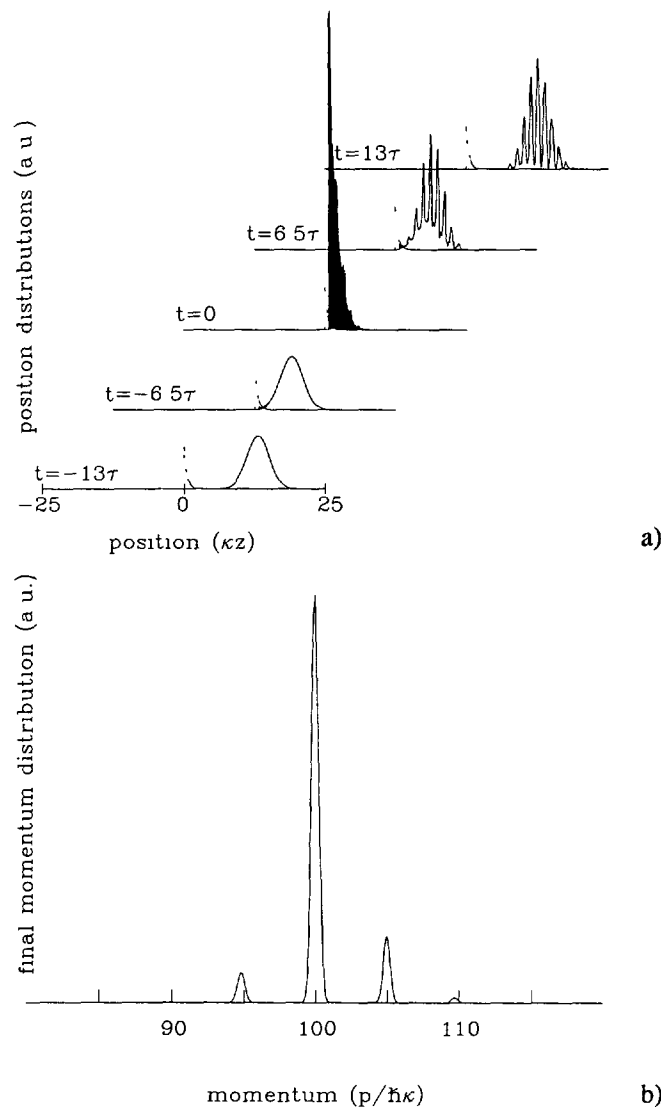 position distributions (a u)
t=13τ
t=6 5τ
t=0
t=−6 5τ
t=−13τ
−25 0 25
position (κz)
a)
final momentum distribution (a u.)
90 100 110
momentum (p/ħκ)
b)